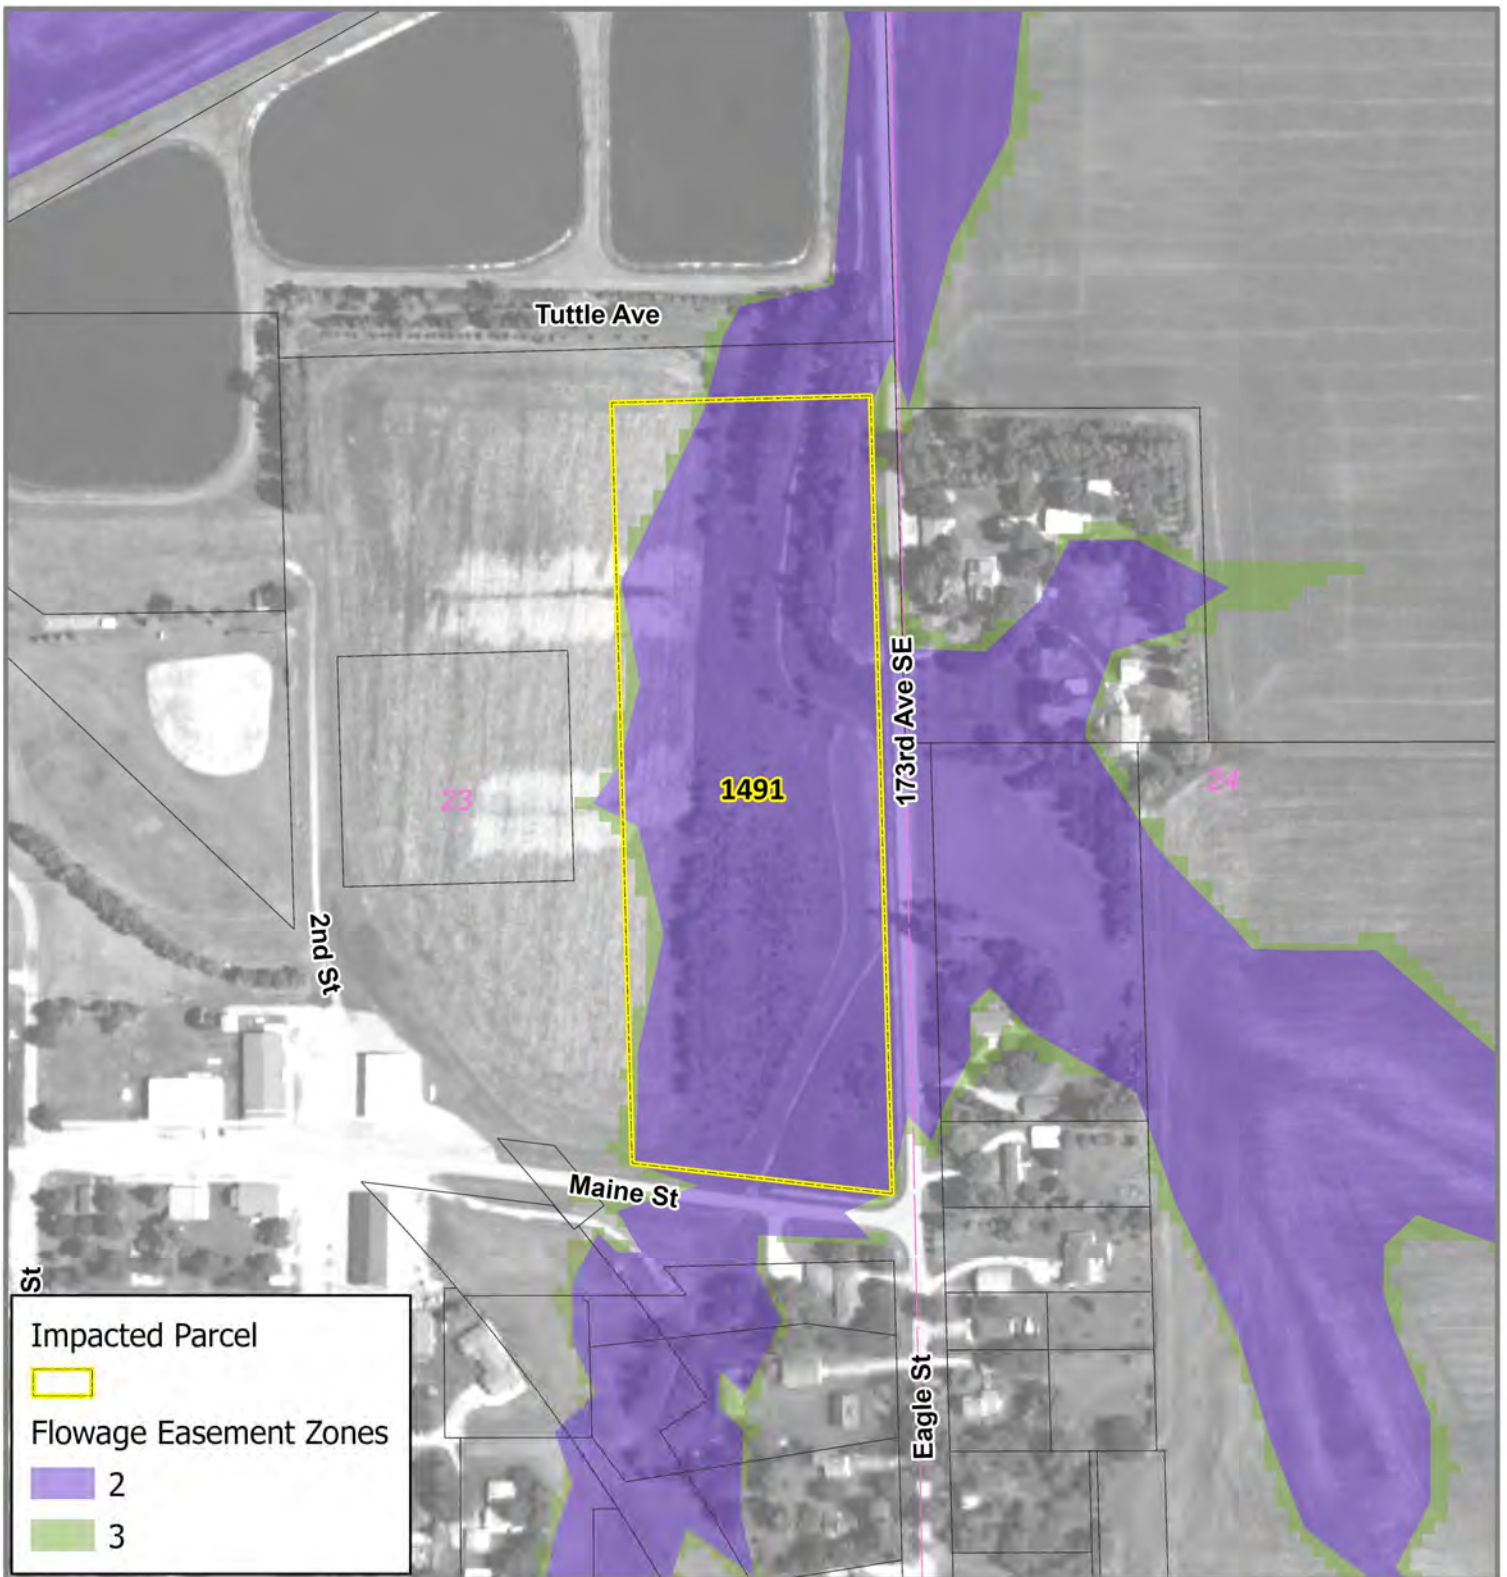 Tuttle Ave
173rd Ave SE
1491
23
24
2nd St
Maine St
St
Eagle St
Impacted Parcel
Flowage Easement Zones
2
3